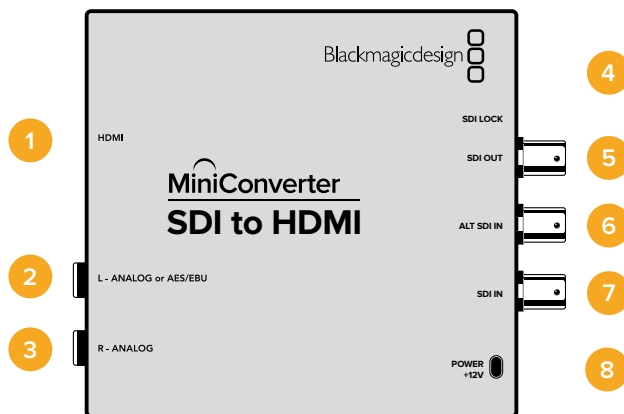 Blackmagicdesign
4
SDI LOCK
1
HDMI
SDI OUT
5
MiniConverter
SDI to HDMI
ALT SDI IN
6
2
L - ANALOG or AES/EBU
SDI IN
7
3
R - ANALOG
POWER
+12V
8